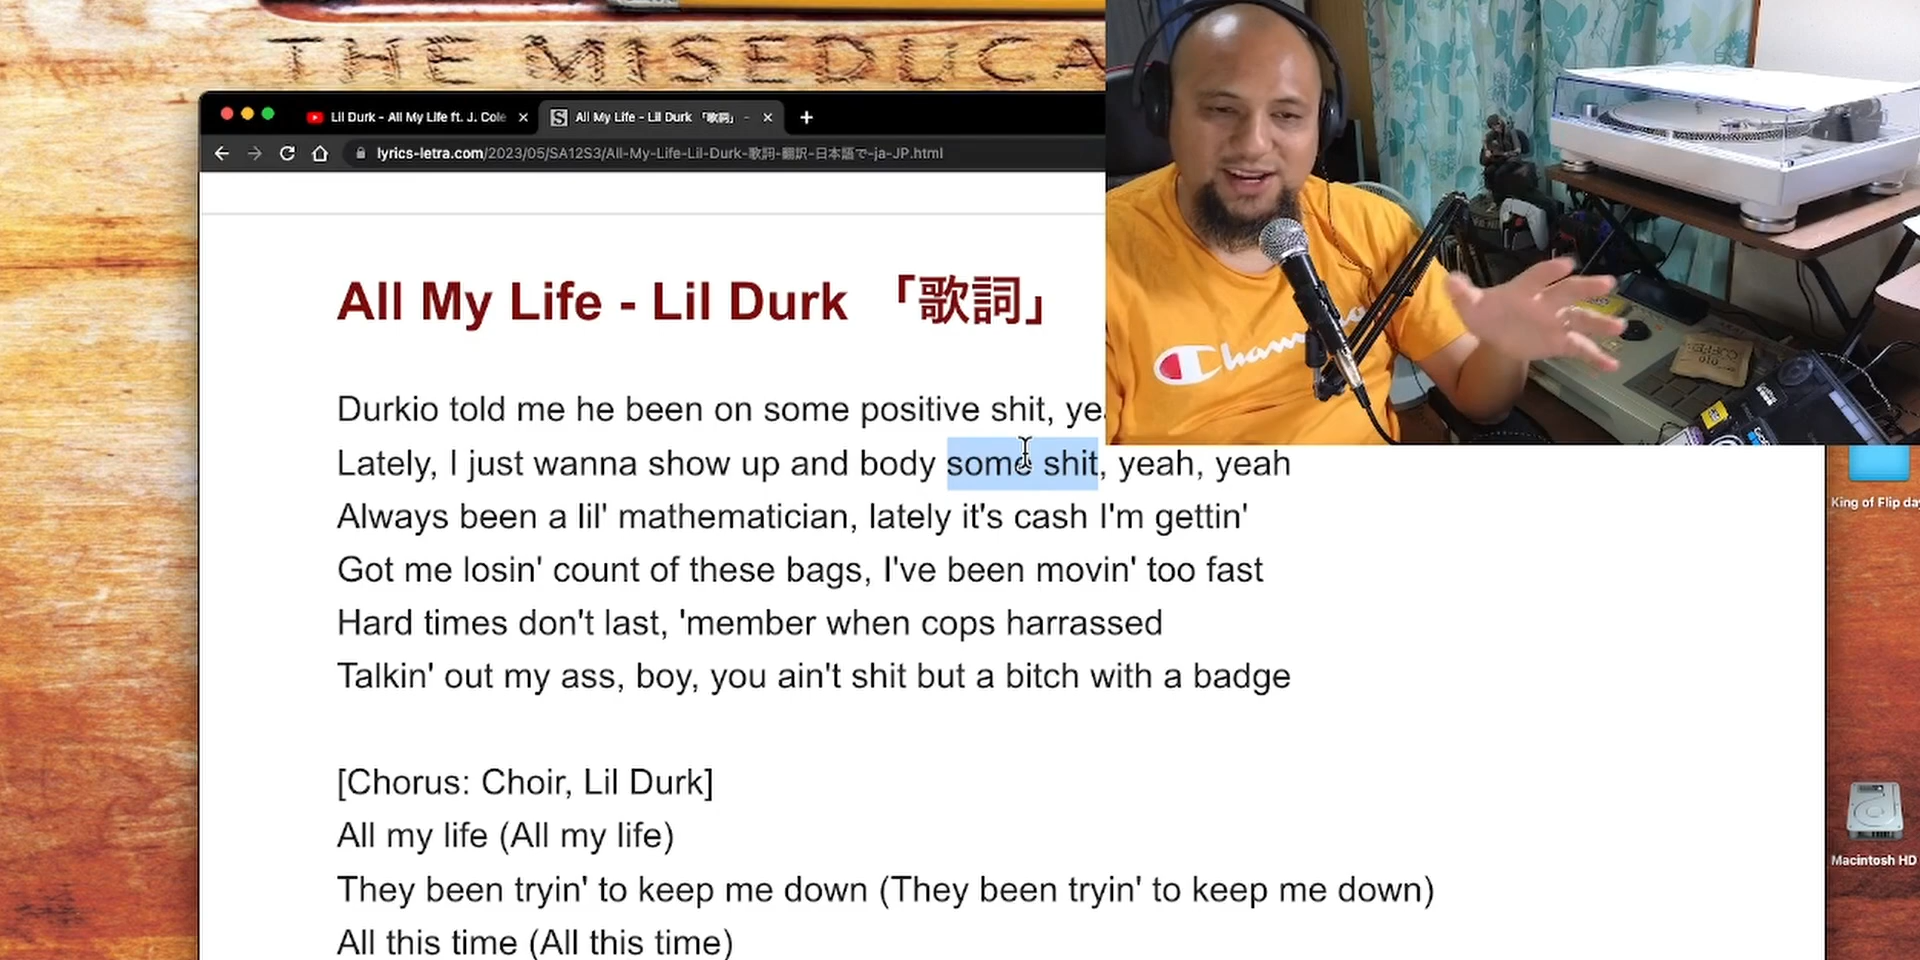 THE MISEDUCA
Lil Durk - All My Life ft. J. Cole
All My Life - Lil Durk 「歌詞」 -
lyrics-letra.com/2023/05/SA12S3/All-My-Life-Lil-Durk-歌詞-翻訳-日本語で-ja-JP.html
All My Life - Lil Durk 「歌詞」
Durkio told me he been on some positive shit, ye
Lately, I just wanna show up and body some shit, yeah, yeah
Always been a lil' mathematician, lately it's cash I'm gettin'
Got me losin' count of these bags, I've been movin' too fast
Hard times don't last, 'member when cops harrassed
Talkin' out my ass, boy, you ain't shit but a bitch with a badge
[Chorus: Choir, Lil Durk]
All my life (All my life)
They been tryin' to keep me down (They been tryin' to keep me down)
All this time (All this time)
Champion
COFFEE
King of Flip day
Macintosh HD